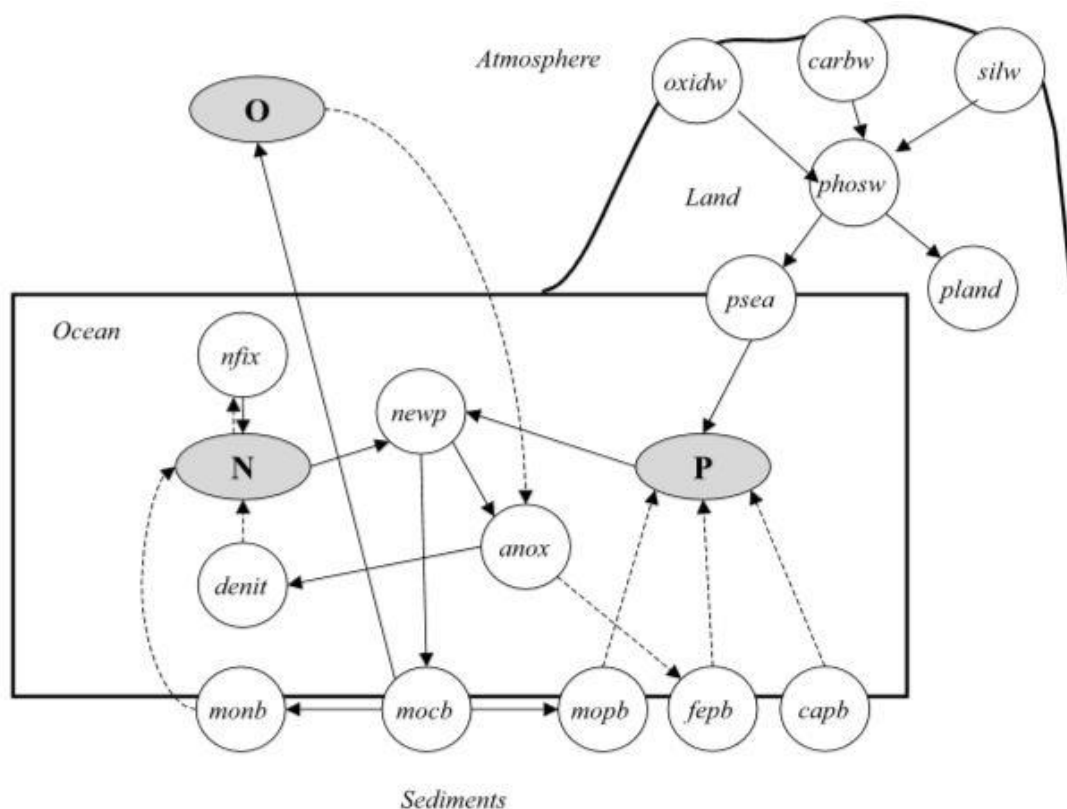 Atmosphere
oxidw
carbw
silw
O
phosw
Land
psea
pland
Ocean
nfix
newp
N
P
anox
denit
monb
mocb
mopb
fepb
capb
Sediments